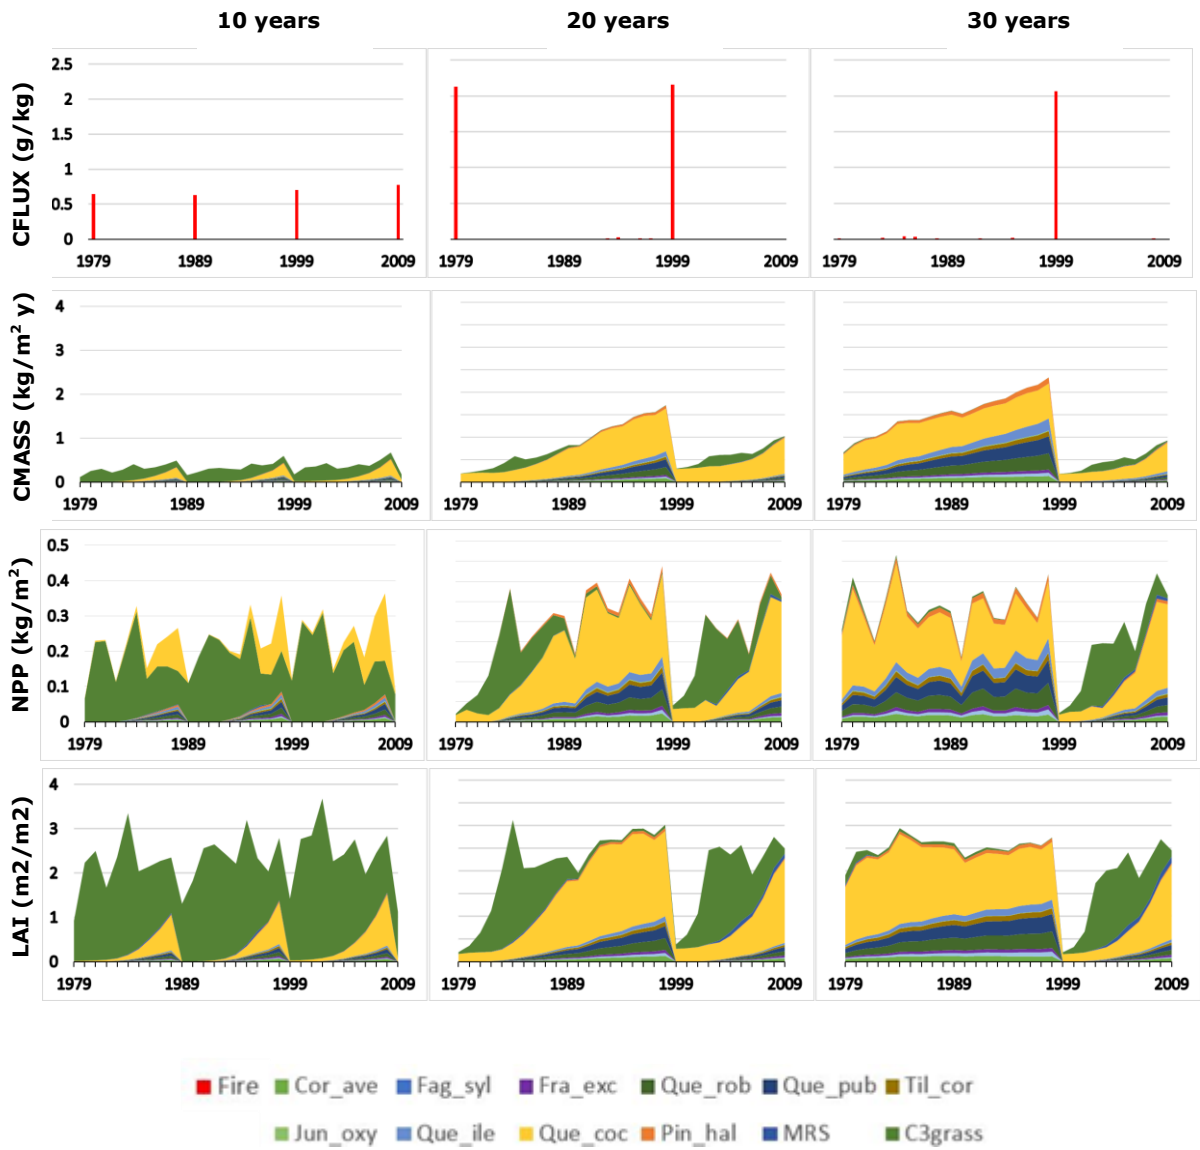 10 years 20 years 30 years
CFLUX (g/kg)
2.5
2
1.5
1
0.5
0
1979 1989 1999 2009 1979 1989 1999 2009 1979 1989 1999 2009
CMASS (kg/m² y)
4
3
2
1
0
1979 1989 1999 2009 1979 1989 1999 2009 1979 1989 1999 2009
NPP (kg/m²)
0.5
0.4
0.3
0.2
0.1
0
1979 1989 1999 2009 1979 1989 1999 2009 1979 1989 1999 2009
LAI (m2/m2)
4
3
2
1
0
1979 1989 1999 2009 1979 1989 1999 2009 1979 1989 1999 2009
Fire Cor_ave Fag_syl Fra_exc Que_rob Que_pub Til_cor
Jun_oxy Que_ile Que_coc Pin_hal MRS C3grass